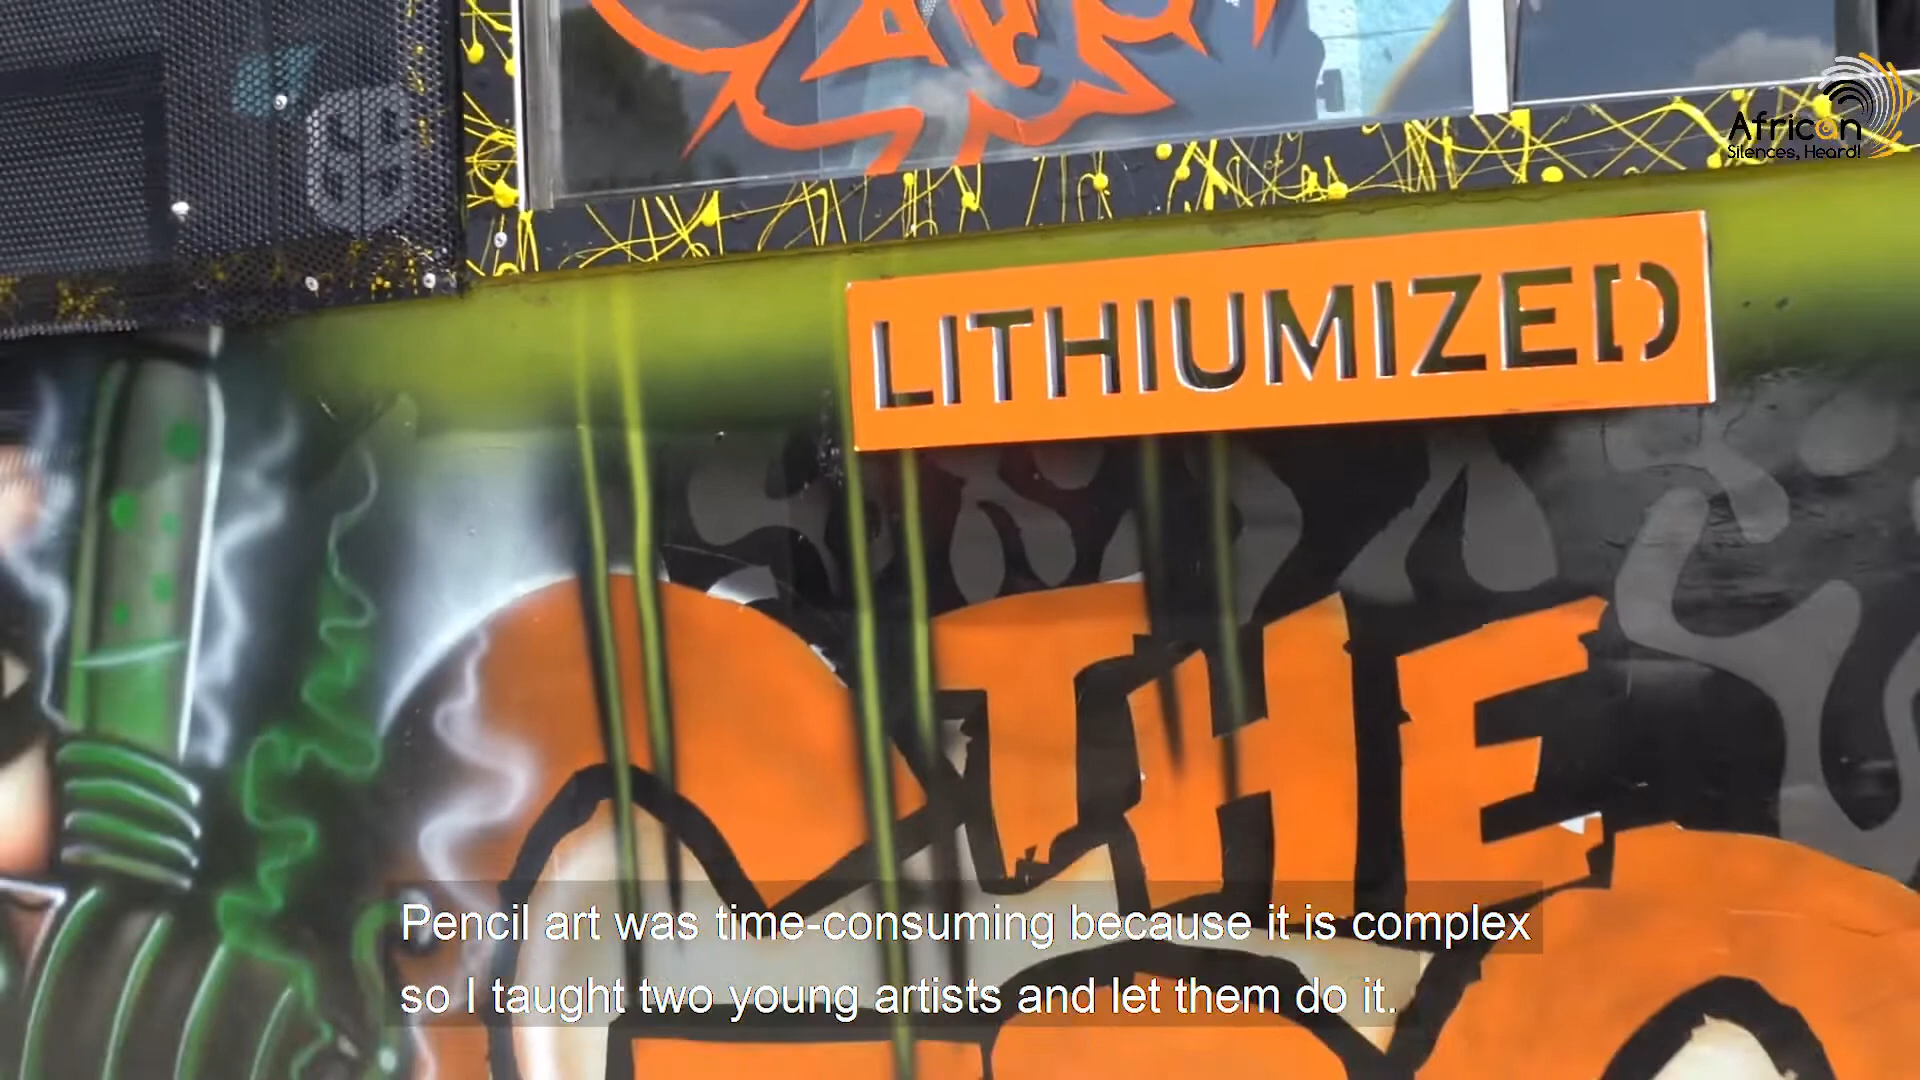 African
Silences, Heard!
LITHIUMIZED
THE
Pencil art was time-consuming because it is complex
so I taught two young artists and let them do it.